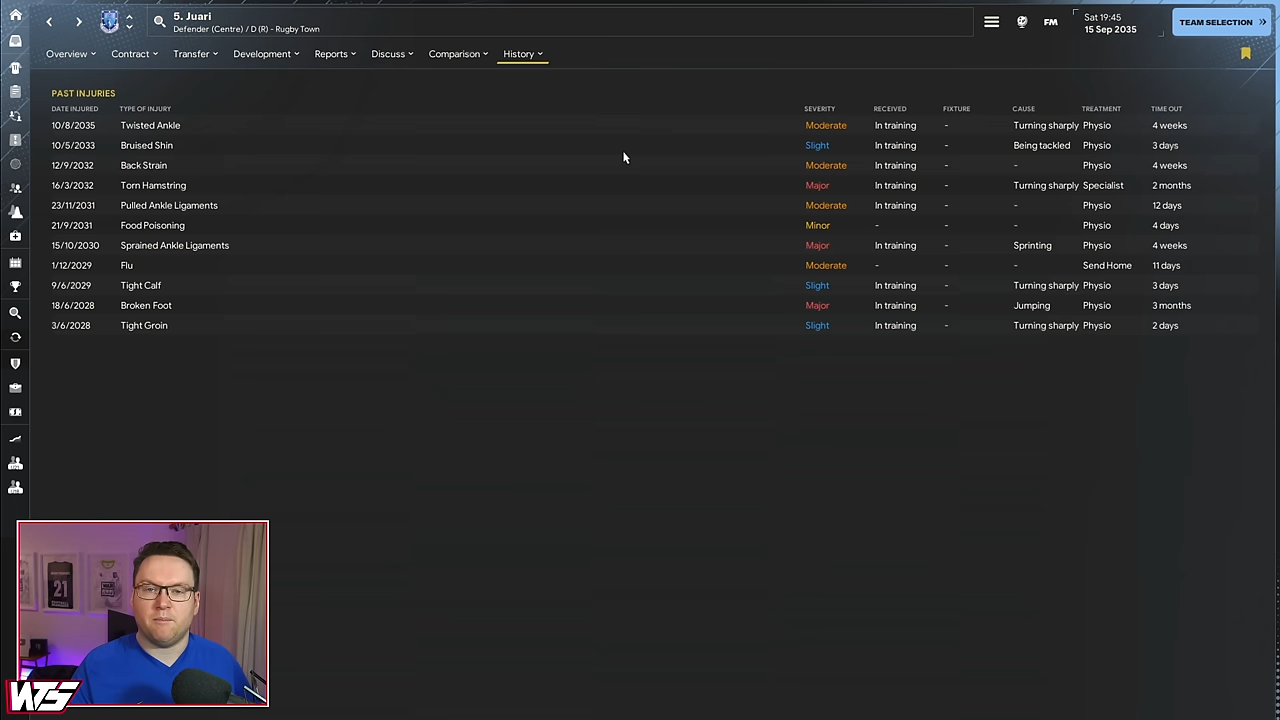 5. Juari
Defender (Centre) / D (R) - Rugby Town
FM
Sat 19:45
15 Sep 2035
TEAM SELECTION
Overview
Contract
Transfer
Development
Reports
Discuss
Comparison
History
PAST INJURIES
DATE INJURED TYPE OF INJURY SEVERITY RECEIVED FIXTURE CAUSE TREATMENT TIME OUT
10/8/2035 Twisted Ankle Moderate In training - Turning sharply Physio 4 weeks
10/5/2033 Bruised Shin Slight In training - Being tackled Physio 3 days
12/9/2032 Back Strain Moderate In training - - Physio 4 weeks
16/3/2032 Torn Hamstring Major In training - Turning sharply Specialist 2 months
23/11/2031 Pulled Ankle Ligaments Moderate In training - - Physio 12 days
21/9/2031 Food Poisoning Minor - - - Physio 4 days
15/10/2030 Sprained Ankle Ligaments Major In training - Sprinting Physio 4 weeks
1/12/2029 Flu Moderate - - - Send Home 11 days
9/6/2029 Tight Calf Slight In training - Turning sharply Physio 3 days
18/6/2028 Broken Foot Major In training - Jumping Physio 3 months
3/6/2028 Tight Groin Slight In training - Turning sharply Physio 2 days
21
WTS